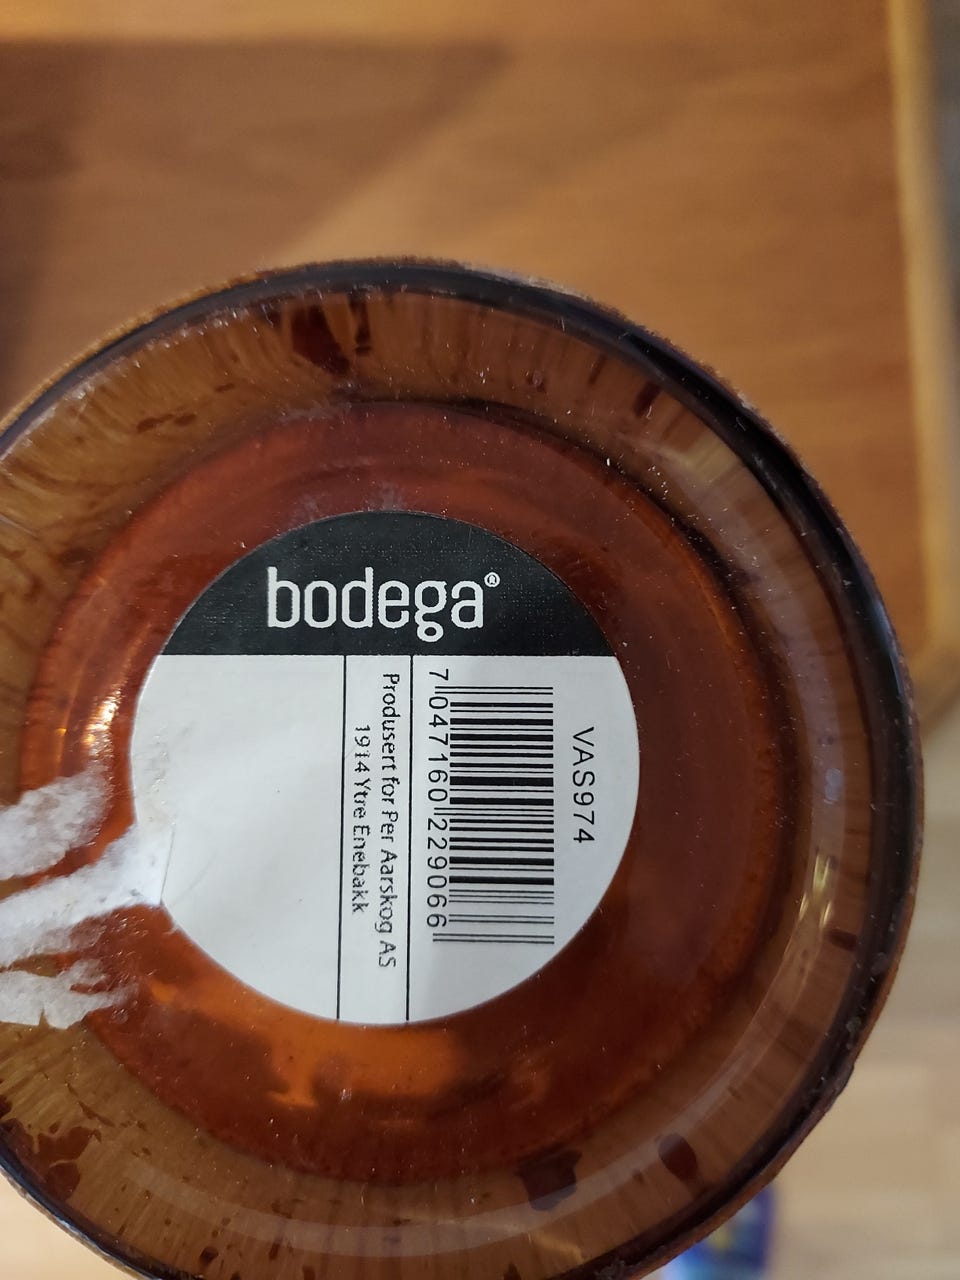 bodega®
VAS974
7 047160 229066
Produsert for Per Aarskog AS
1914 Ytre Enebakk